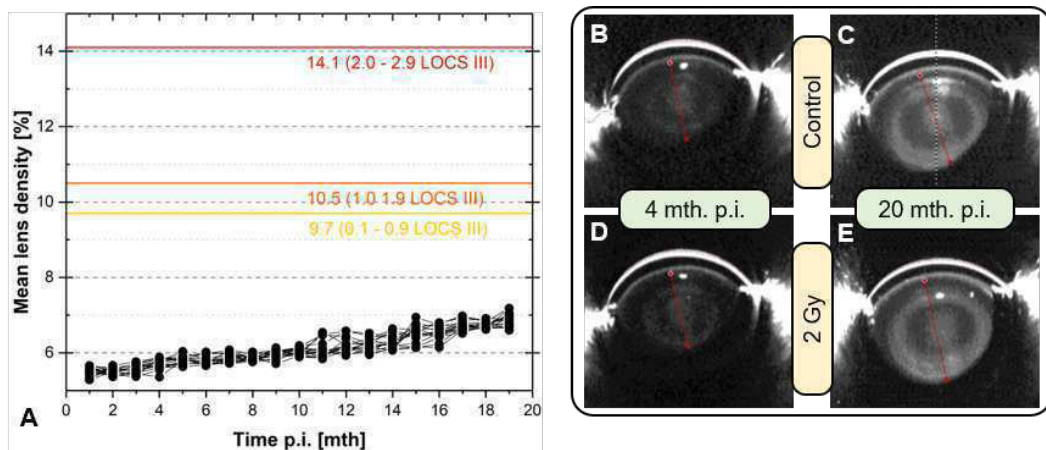 14
12
10
8
6
Mean lens density [%]
14.1 (2.0 - 2.9 LOCS III)
10.5 (1.0 1.9 LOCS III)
9.7 (0.1 - 0.9 LOCS III)
0 2 4 6 8 10 12 14 16 18 20
Time p.i. [mth]
A
B
C
Control
4 mth. p.i.
20 mth. p.i.
D
E
2 Gy